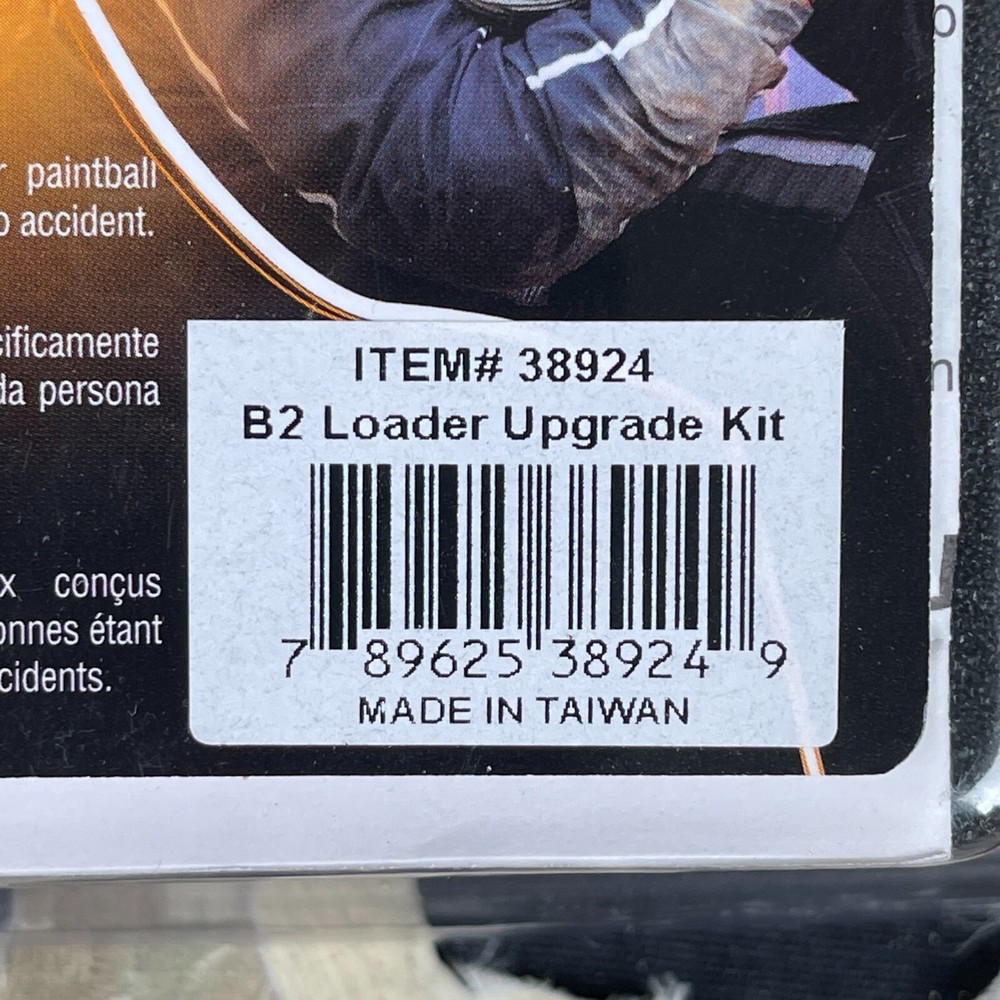 r paintball
o accident.
cificamente
da persona
x conçus
onnes étant
cidents.
ITEM# 38924
B2 Loader Upgrade Kit
7 89625 38924 9
MADE IN TAIWAN